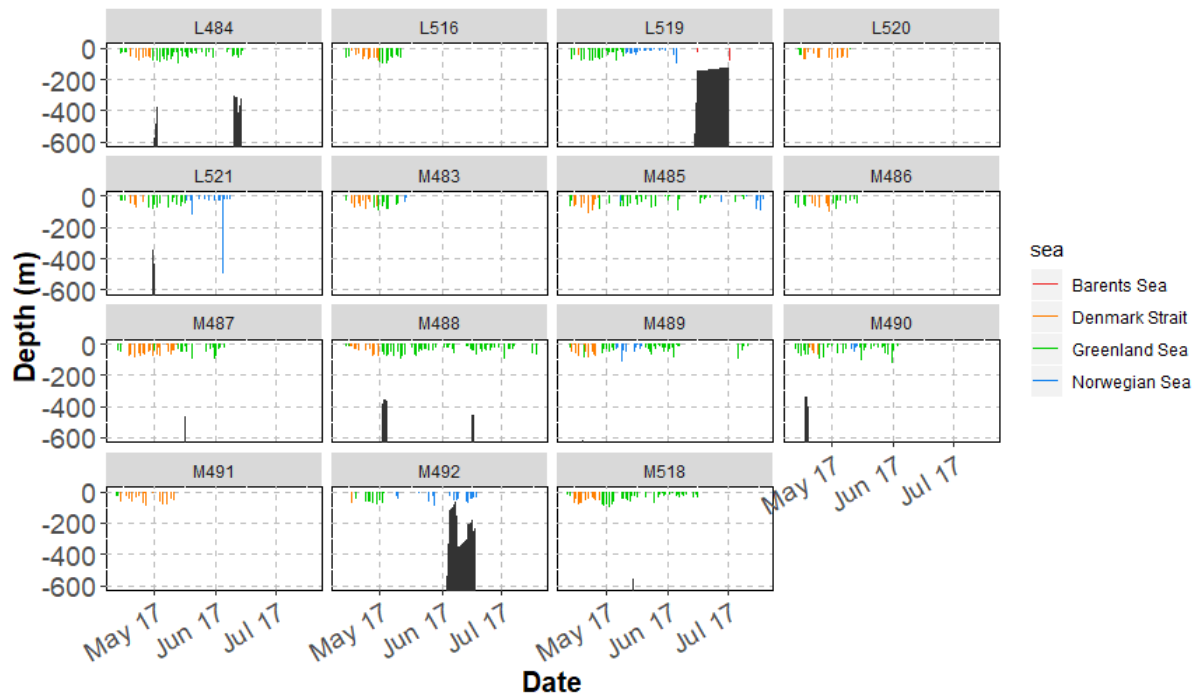 L484 L516 L519 L520
0
-200
-400
-600
L521 M483 M485 M486
0
-200
-400
-600
M487 M488 M489 M490
0
-200
-400
-600
M491 M492 M518
0
-200
-400
-600
May 17 Jun 17 Jul 17
May 17 Jun 17 Jul 17
May 17 Jun 17 Jul 17
May 17 Jun 17 Jul 17
Depth (m)
Date
sea
Barents Sea
Denmark Strait
Greenland Sea
Norwegian Sea